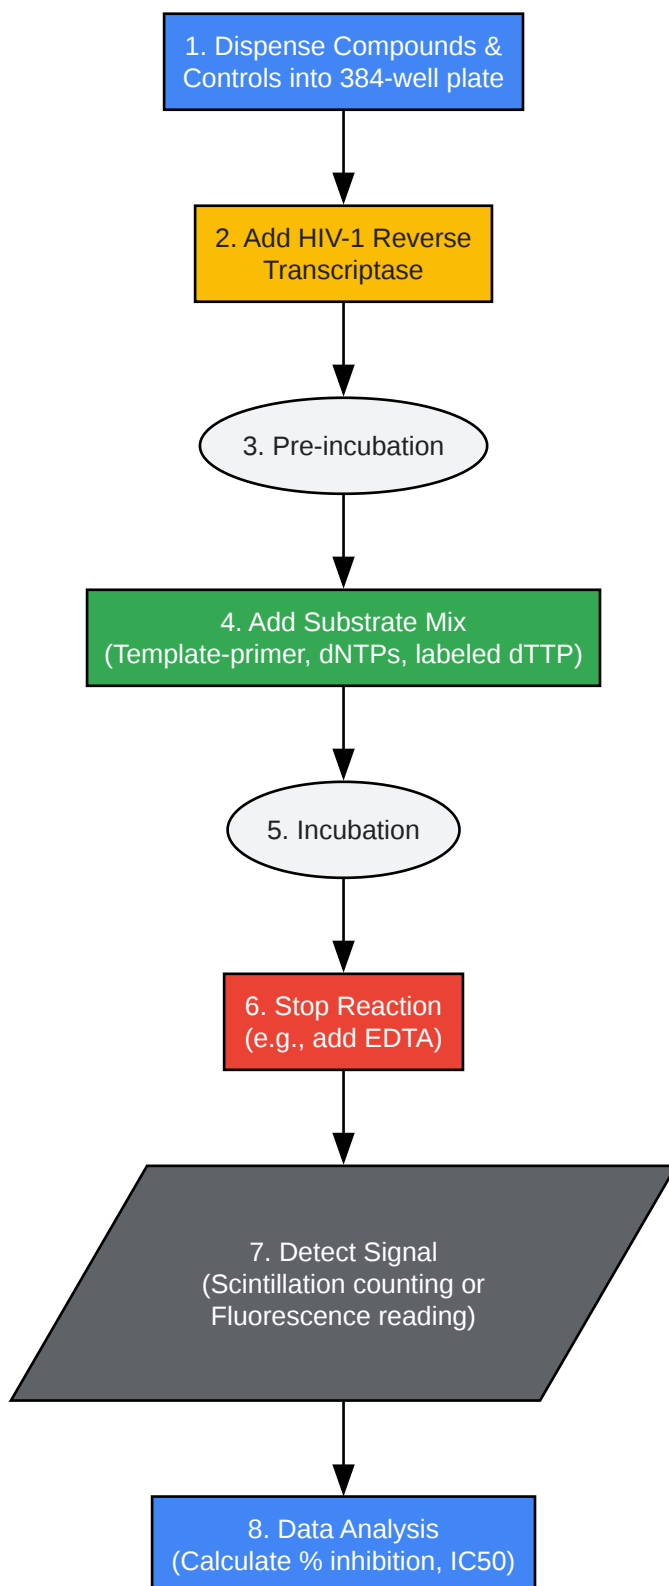 1. Dispense Compounds &
Controls into 384-well plate
2. Add HIV-1 Reverse
Transcriptase
3. Pre-incubation
4. Add Substrate Mix
(Template-primer, dNTPs, labeled dTTP)
5. Incubation
6. Stop Reaction
(e.g., add EDTA)
7. Detect Signal
(Scintillation counting or
Fluorescence reading)
8. Data Analysis
(Calculate % inhibition, IC50)